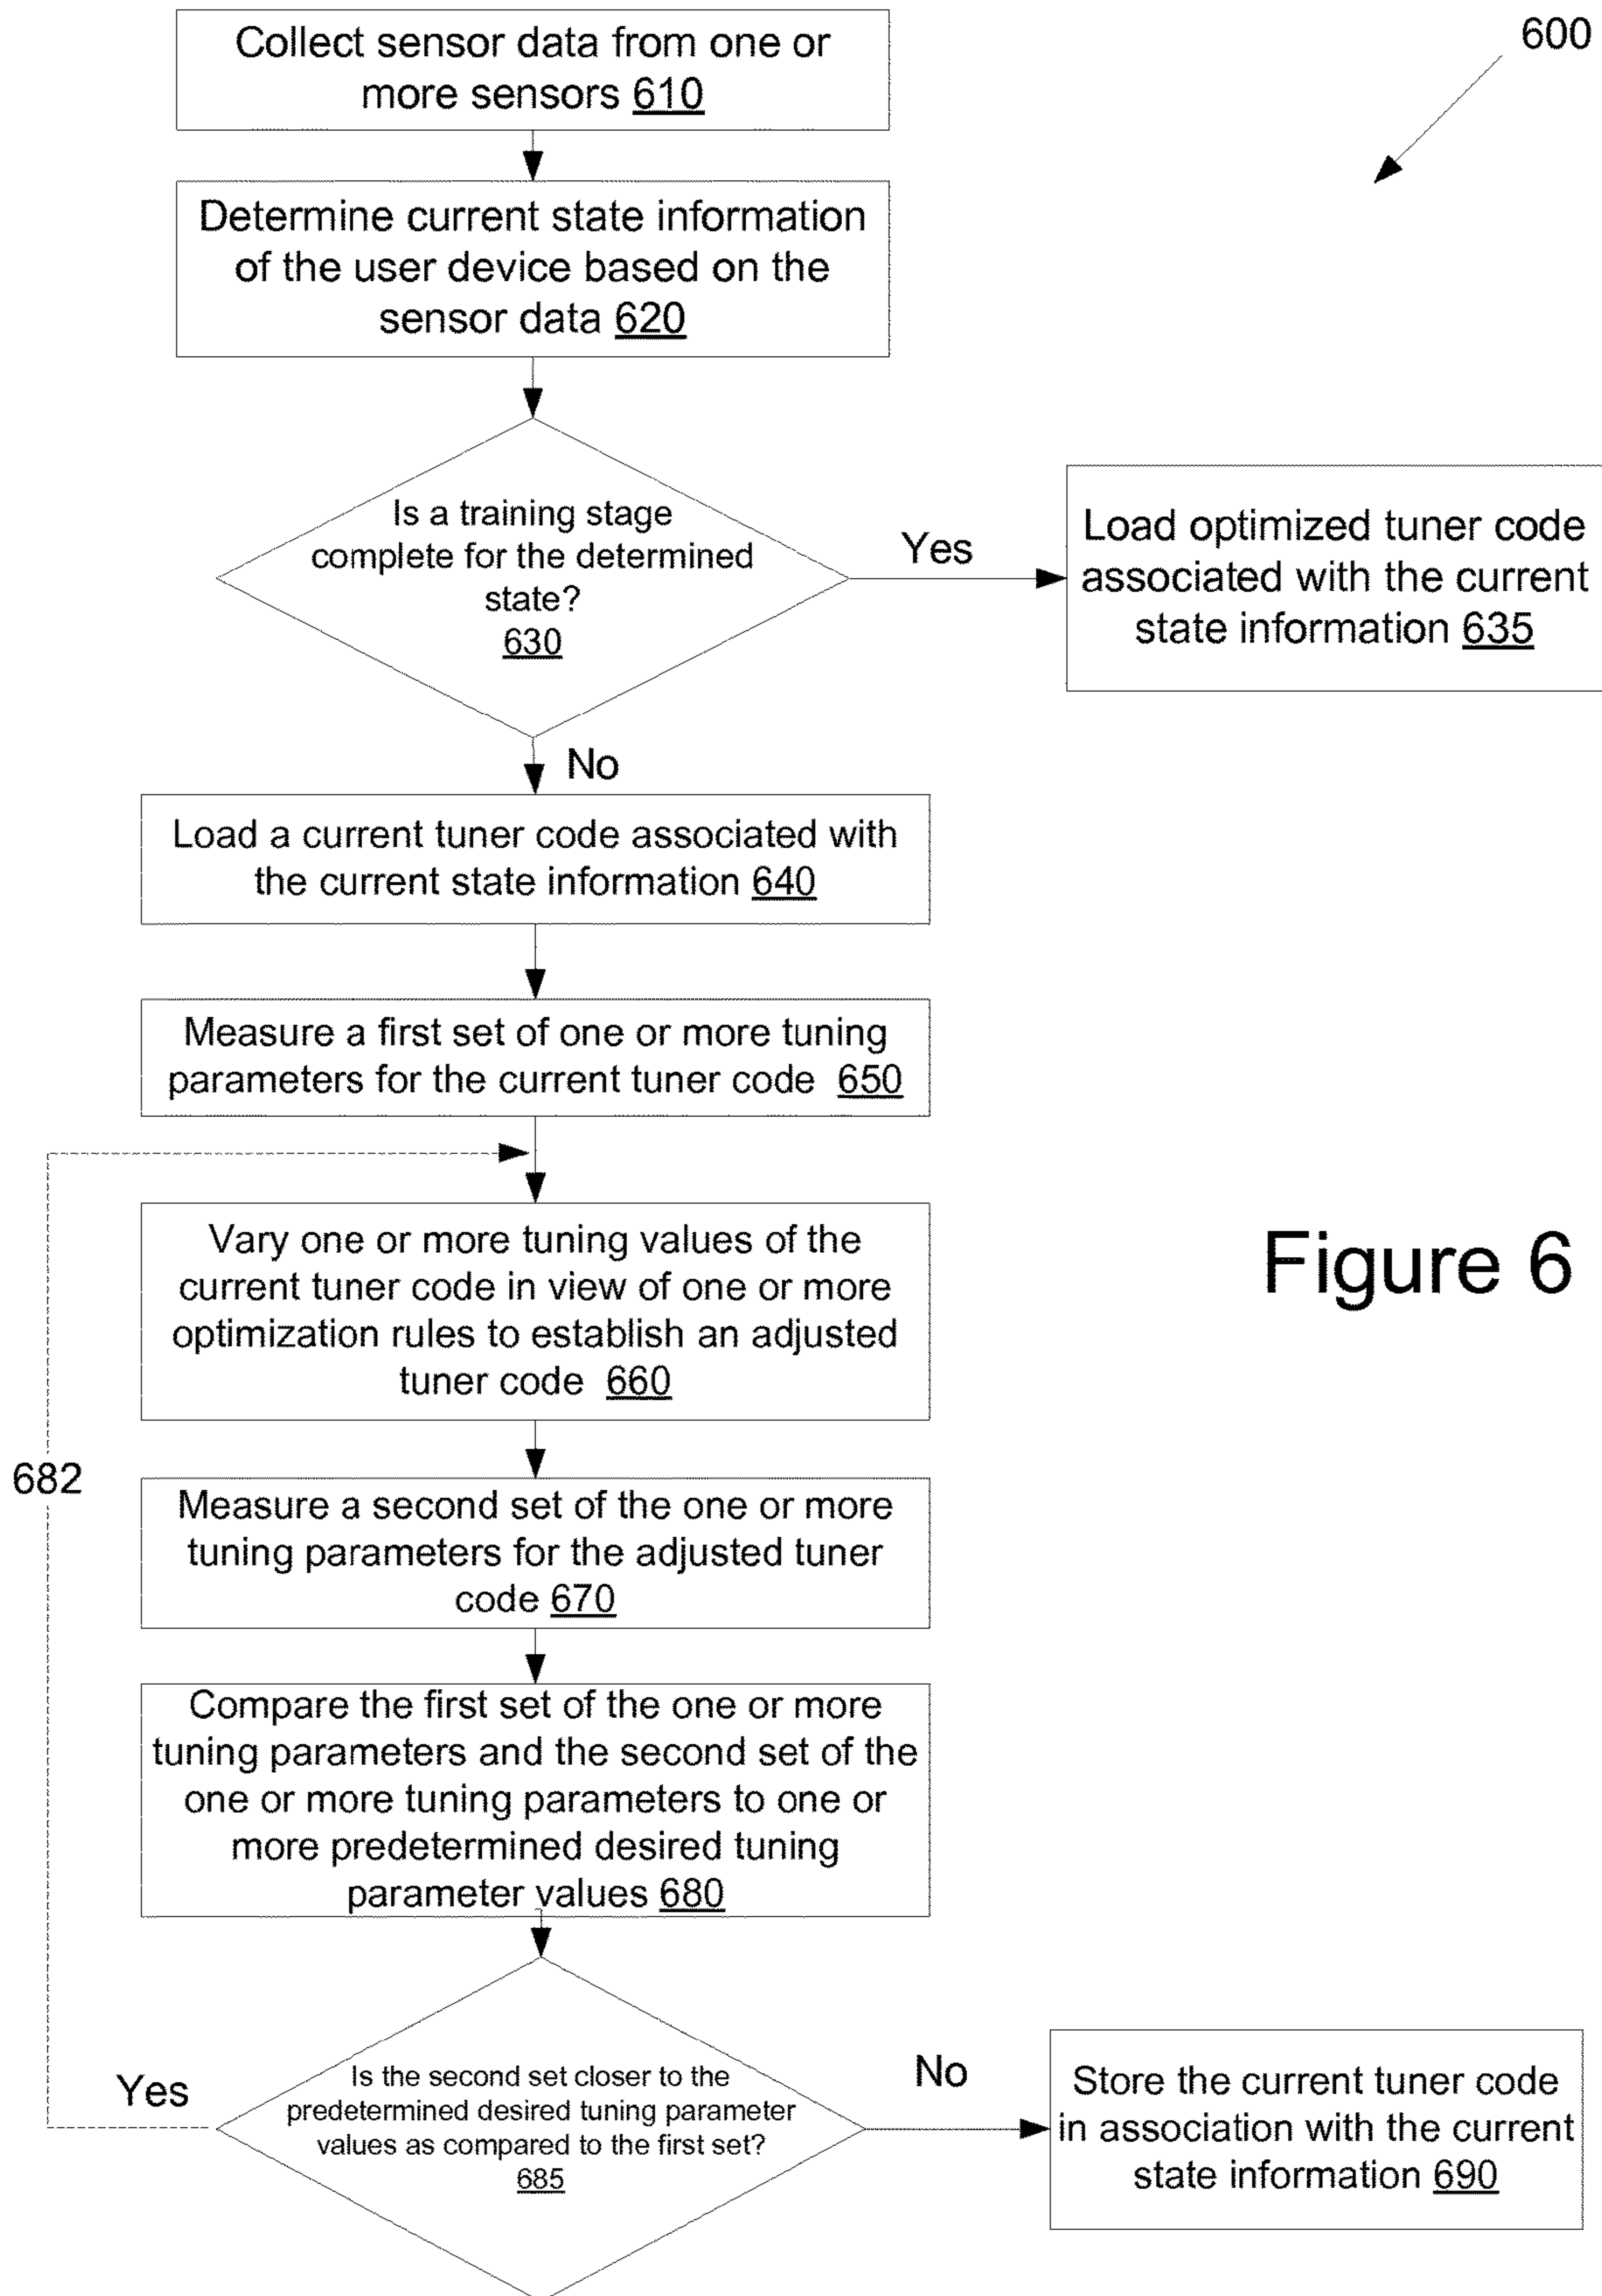 600
Collect sensor data from one or
more sensors 610
Determine current state information
of the user device based on the
sensor data 620
Is a training stage
complete for the determined
state?
630
Yes
Load optimized tuner code
associated with the current
state information 635
No
Load a current tuner code associated with
the current state information 640
Measure a first set of one or more tuning
parameters for the current tuner code 650
Vary one or more tuning values of the
current tuner code in view of one or more
optimization rules to establish an adjusted
tuner code 660
Figure 6
682
Measure a second set of the one or more
tuning parameters for the adjusted tuner
code 670
Compare the first set of the one or more
tuning parameters and the second set of the
one or more tuning parameters to one or
more predetermined desired tuning
parameter values 680
Yes
Is the second set closer to the
predetermined desired tuning parameter
values as compared to the first set?
685
No
Store the current tuner code
in association with the current
state information 690